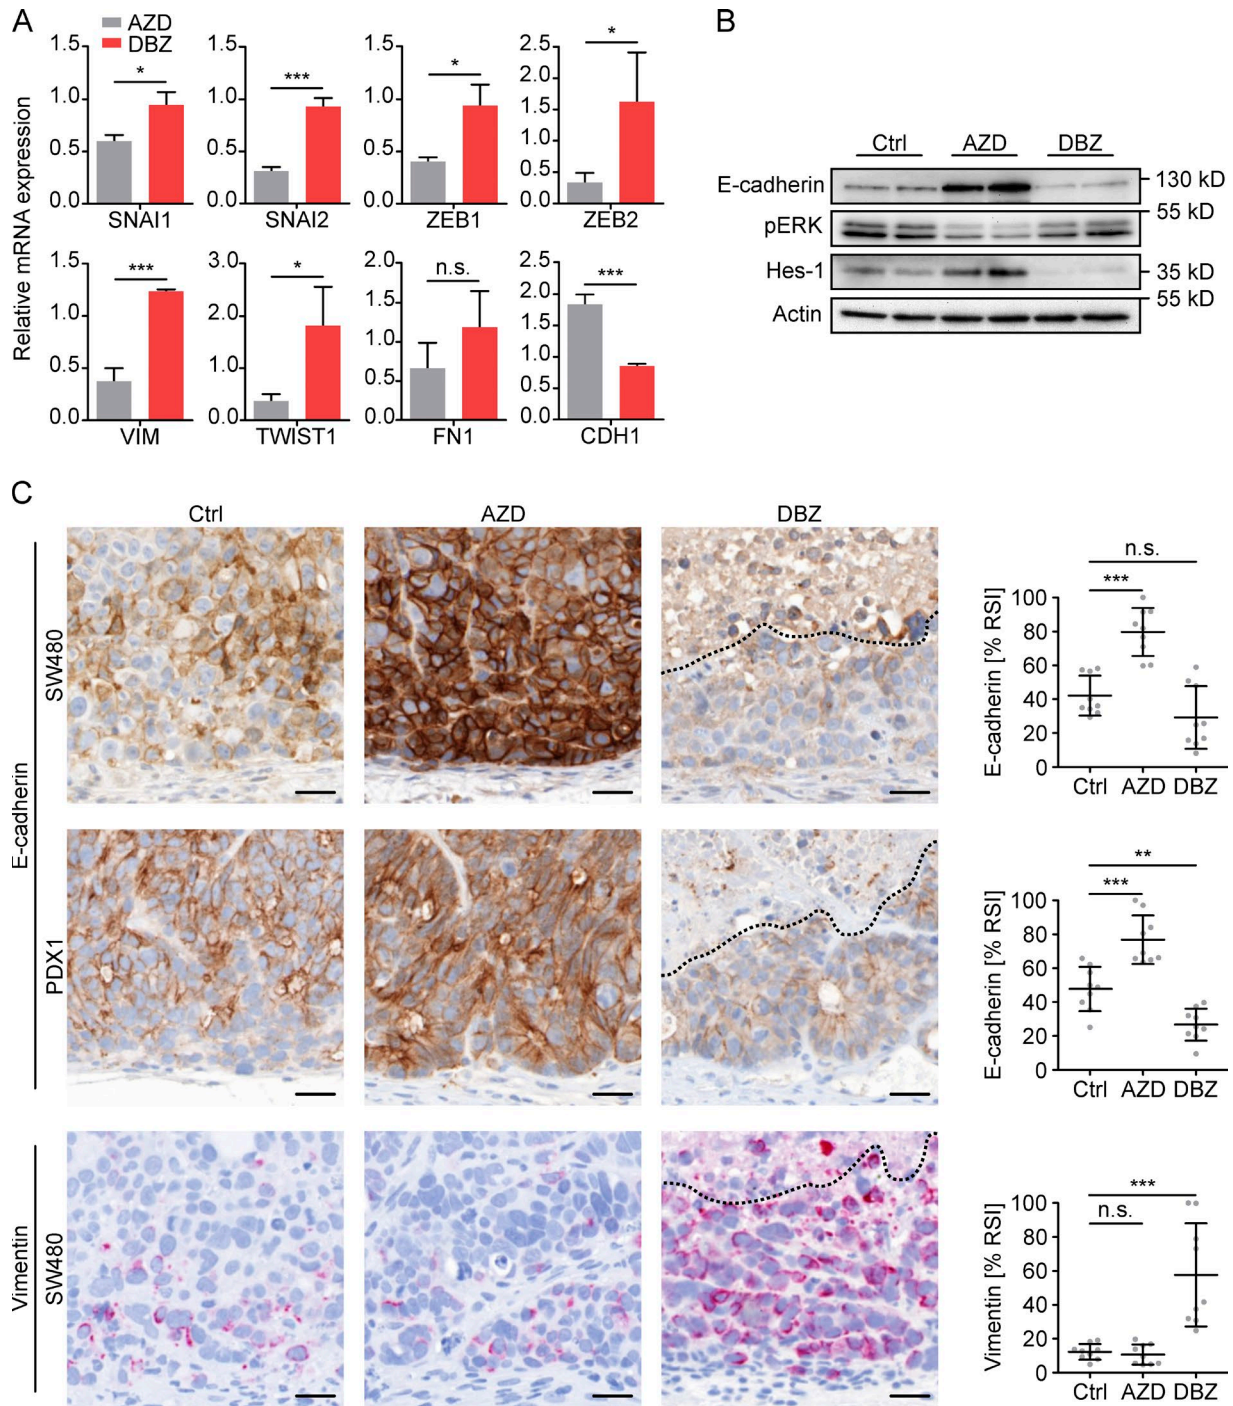 A
AZD
DBZ
Relative mRNA expression
1.5
1.0
0.5
0.0
*
SNAI1
1.5
1.0
0.5
0.0
***
SNAI2
1.5
1.0
0.5
0.0
*
ZEB1
2.5
2.0
1.5
1.0
0.5
0.0
*
ZEB2
1.5
1.0
0.5
0.0
***
VIM
3.0
2.0
1.0
0.0
*
TWIST1
2.0
1.5
1.0
0.5
0.0
n.s.
FN1
2.5
2.0
1.5
1.0
0.5
0.0
***
CDH1
B
Ctrl AZD DBZ
E-cadherin 130 kD
55 kD
pERK
Hes-1 35 kD
55 kD
Actin
C
Ctrl AZD DBZ
E-cadherin
SW480
PDX1
Vimentin
SW480
E-cadherin [% RSI]
100
80
60
40
20
0
n.s.
***
Ctrl AZD DBZ
E-cadherin [% RSI]
100
80
60
40
20
0
**
***
Ctrl AZD DBZ
Vimentin [% RSI]
100
80
60
40
20
0
***
n.s.
Ctrl AZD DBZ